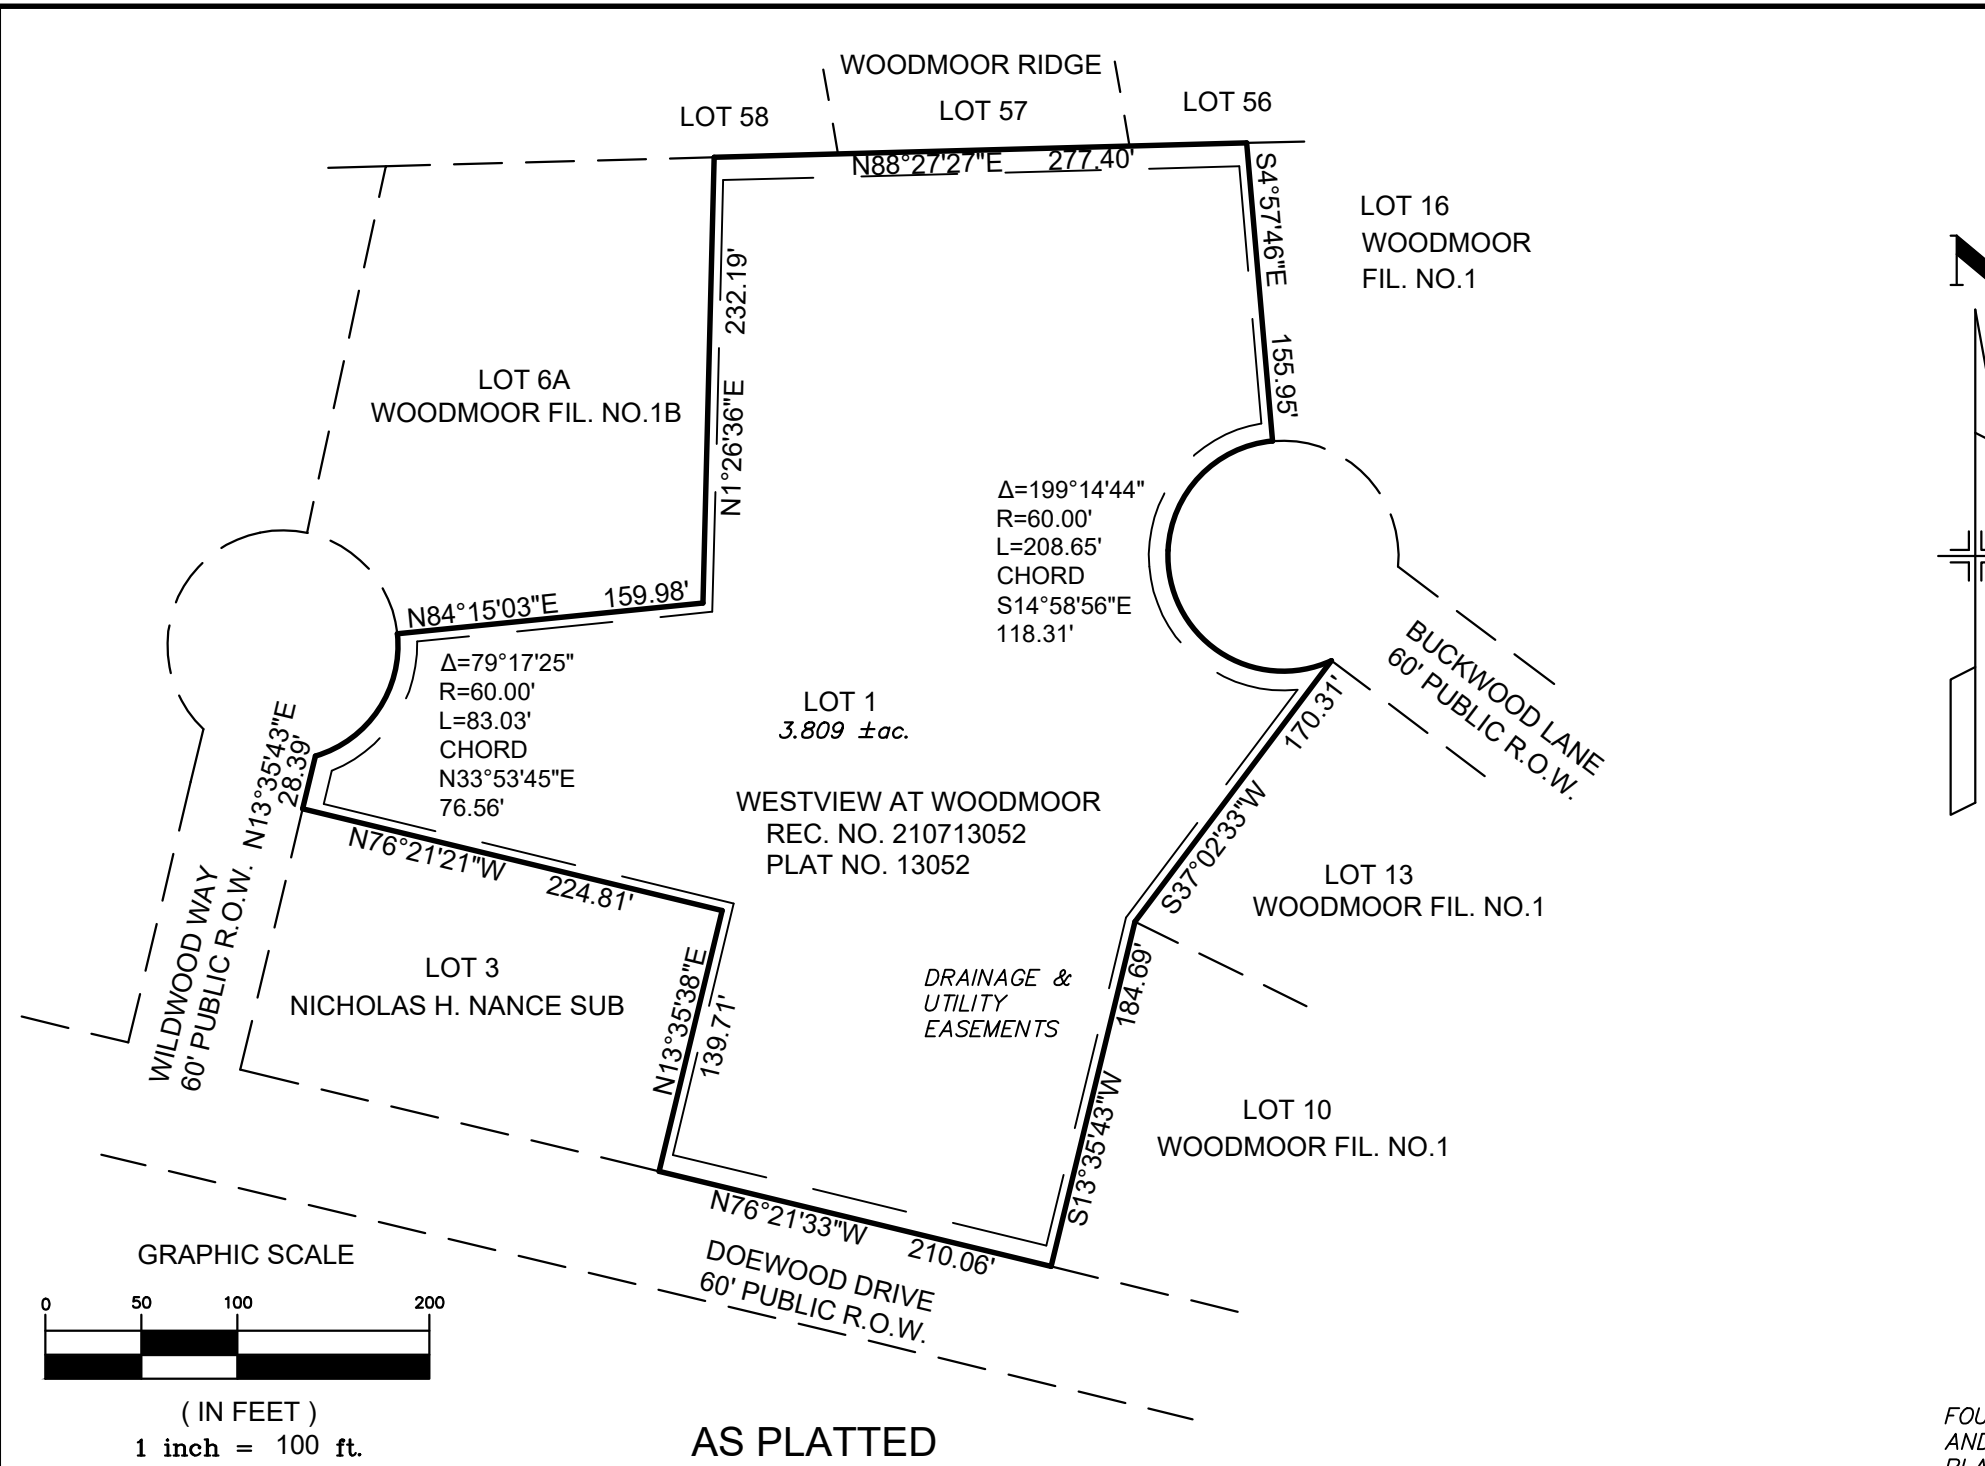 WOODMOOR RIDGE
LOT 58
LOT 57
LOT 56
N88°27'27"E 277.40'
S4°57'46"E 155.95'
LOT 16
WOODMOOR
FIL. NO.1
N1°26'36"E 232.19'
LOT 6A
WOODMOOR FIL. NO.1B
Δ=199°14'44"
R=60.00'
L=208.65'
CHORD
S14°58'56"E
118.31'
N84°15'03"E 159.98'
Δ=79°17'25"
R=60.00'
L=83.03'
CHORD
N33°53'45"E
76.56'
BUCKWOOD LANE
60' PUBLIC R.O.W.
LOT 1
3.809 ±ac.
WESTVIEW AT WOODMOOR
REC. NO. 210713052
PLAT NO. 13052
N13°35'43"E
28.39'
S37°02'33"W 170.31'
N76°21'21"W 224.81'
WILDWOOD WAY
60' PUBLIC R.O.W.
LOT 13
WOODMOOR FIL. NO.1
LOT 3
NICHOLAS H. NANCE SUB
N13°35'38"E
139.71'
DRAINAGE &
UTILITY
EASEMENTS
S13°35'43"W 184.69'
LOT 10
WOODMOOR FIL. NO.1
N76°21'33"W 210.06'
DOEWOOD DRIVE
60' PUBLIC R.O.W.
GRAPHIC SCALE
0 50 100 200
( IN FEET )
1 inch = 100 ft.
AS PLATTED
N
FOU
AND